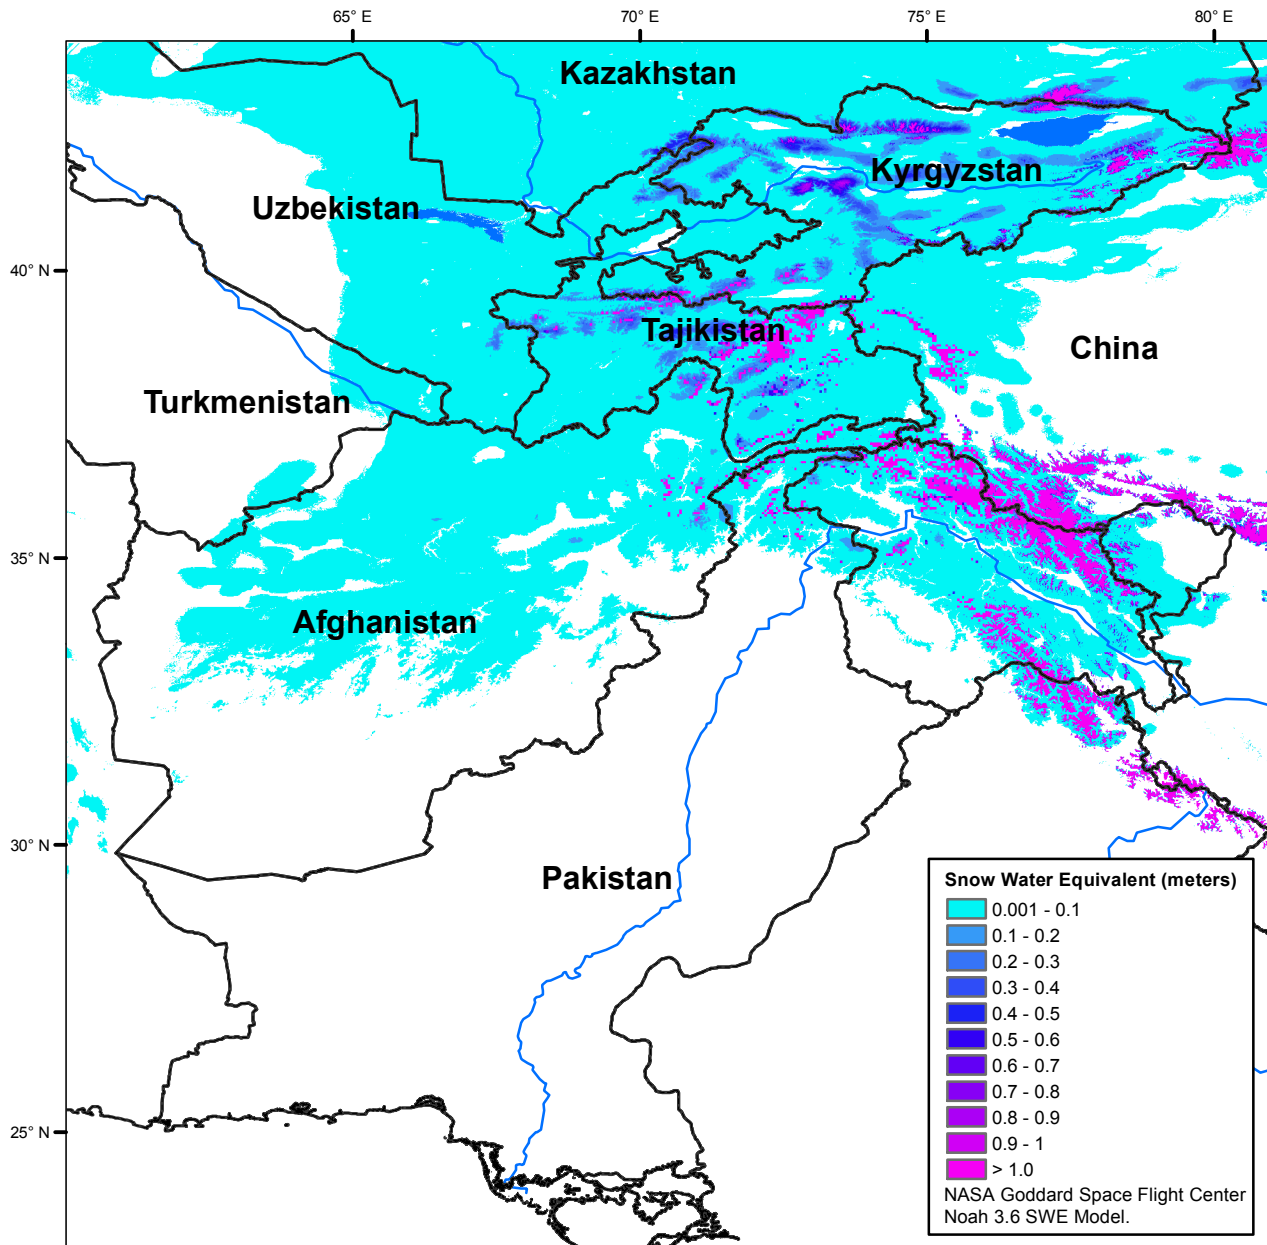 65° E
70° E
75° E
80° E
Kazakhstan
Kyrgyzstan
Uzbekistan
40° N
Tajikistan
China
Turkmenistan
35° N
Afghanistan
30° N
Pakistan
25° N
Snow Water Equivalent (meters)
0.001 - 0.1
0.1 - 0.2
0.2 - 0.3
0.3 - 0.4
0.4 - 0.5
0.5 - 0.6
0.6 - 0.7
0.7 - 0.8
0.8 - 0.9
0.9 - 1
> 1.0
NASA Goddard Space Flight Center
Noah 3.6 SWE Model.